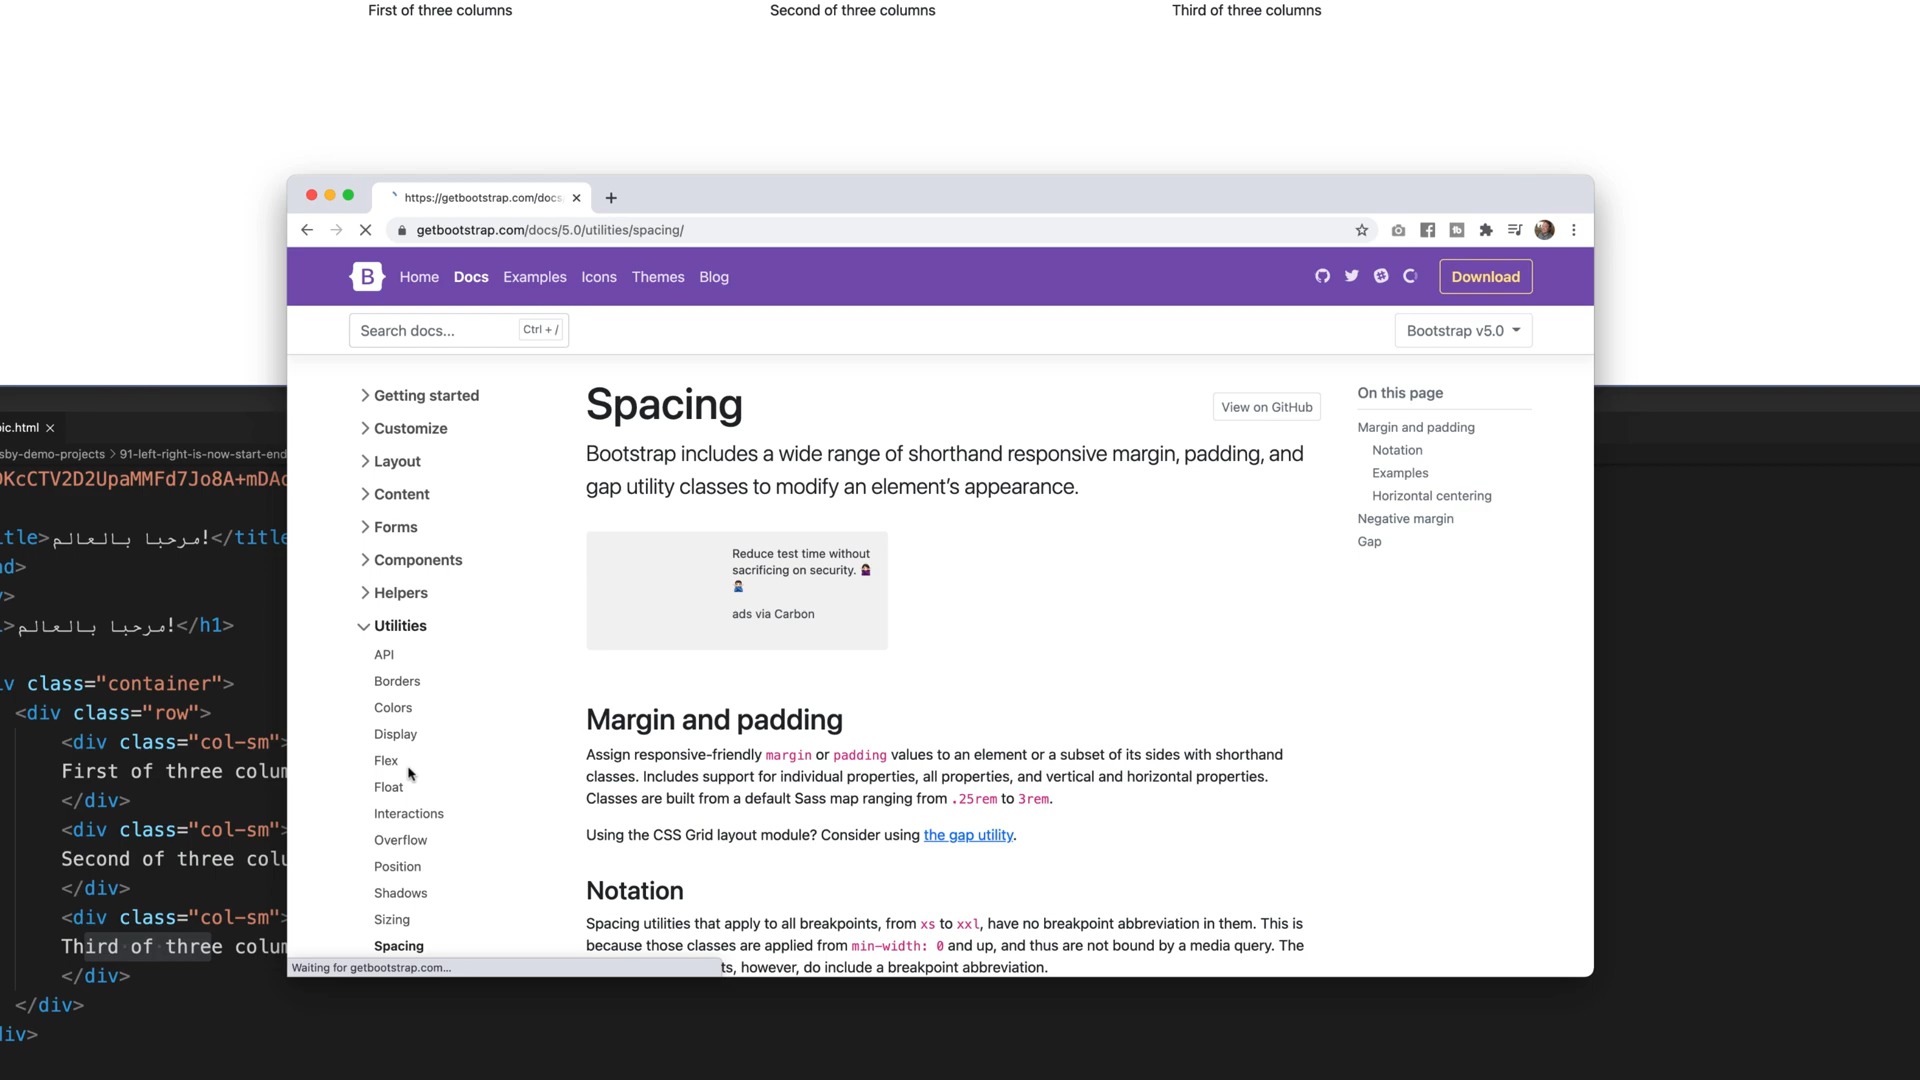 First of three columns
Second of three columns
Third of three columns
https://getbootstrap.com/docs
getbootstrap.com/docs/5.0/utilities/spacing/
B
Home
Docs
Examples
Icons
Themes
Blog
Download
Search docs...
Ctrl + /
Bootstrap v5.0
Getting started
Customize
Layout
Content
Forms
Components
Helpers
Utilities
API
Borders
Colors
Display
Flex
Float
Interactions
Overflow
Position
Shadows
Sizing
Spacing
Spacing
View on GitHub
Bootstrap includes a wide range of shorthand responsive margin, padding, and
gap utility classes to modify an element’s appearance.
Reduce test time without
sacrificing on security.
ads via Carbon
Margin and padding
Assign responsive-friendly margin or padding values to an element or a subset of its sides with shorthand
classes. Includes support for individual properties, all properties, and vertical and horizontal properties.
Classes are built from a default Sass map ranging from .25rem to 3rem.
Using the CSS Grid layout module? Consider using the gap utility.
Notation
Spacing utilities that apply to all breakpoints, from xs to xxl, have no breakpoint abbreviation in them. This is
because those classes are applied from min-width: 0 and up, and thus are not bound by a media query. The
ts, however, do include a breakpoint abbreviation.
On this page
Margin and padding
Notation
Examples
Horizontal centering
Negative margin
Gap
Waiting for getbootstrap.com...
ic.html
sby-demo-projects > 91-left-right-is-now-start-end
KcCTV2D2UpaMMFd7Jo8A+mDA
tle>مرحبا بالعالم!</title
d>
>
>مرحبا بالعالم!</h1>
v class="container">
<div class="row">
<div class="col-sm">
First of three colum
</div>
<div class="col-sm">
Second of three colu
</div>
<div class="col-sm">
Third of three colum
</div>
</div>
iv>